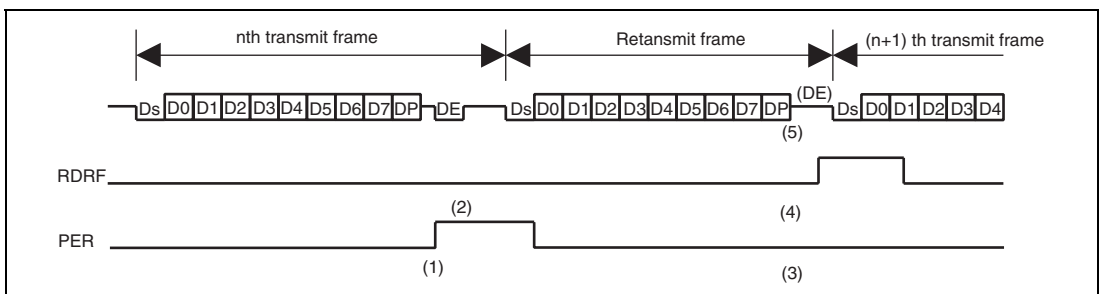 nth transmit frame Retansmit frame (n+1) th transmit frame
Ds D0 D1 D2 D3 D4 D5 D6 D7 DP DE Ds D0 D1 D2 D3 D4 D5 D6 D7 DP (DE) Ds D0 D1 D2 D3 D4
(5)
RDRF
(2) (4)
PER
(1) (3)